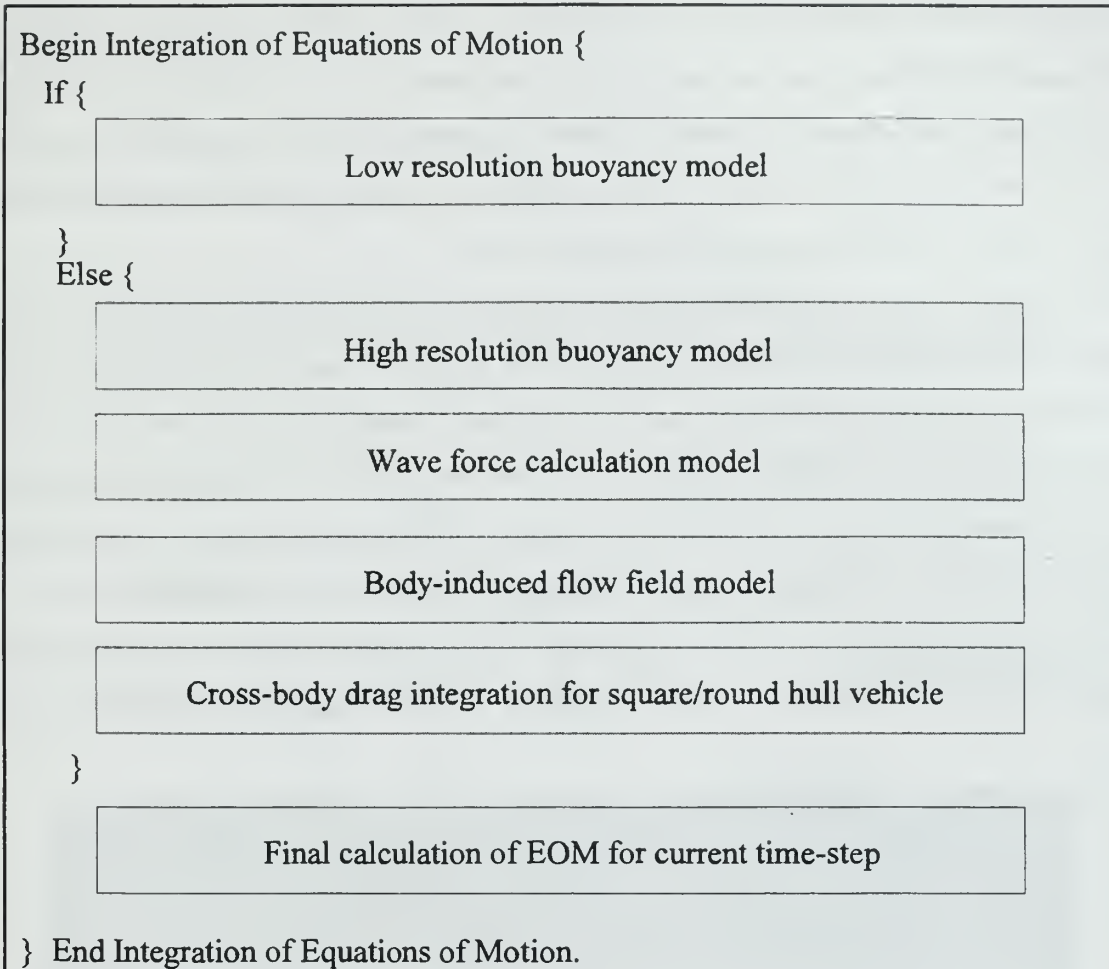 Begin Integration of Equations of Motion {
If {
Low resolution buoyancy model
}
Else {
High resolution buoyancy model
Wave force calculation model
Body-induced flow field model
Cross-body drag integration for square/round hull vehicle
}
Final calculation of EOM for current time-step
} End Integration of Equations of Motion.